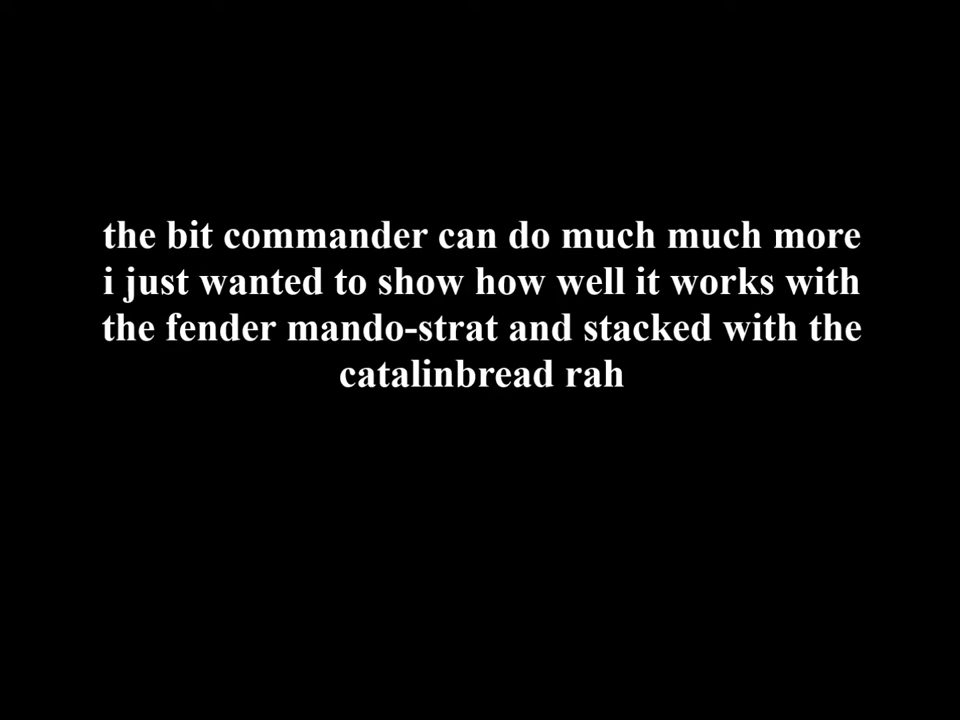 the bit commander can do much much more
i just wanted to show how well it works with
the fender mando-strat and stacked with the
catalinbread rah